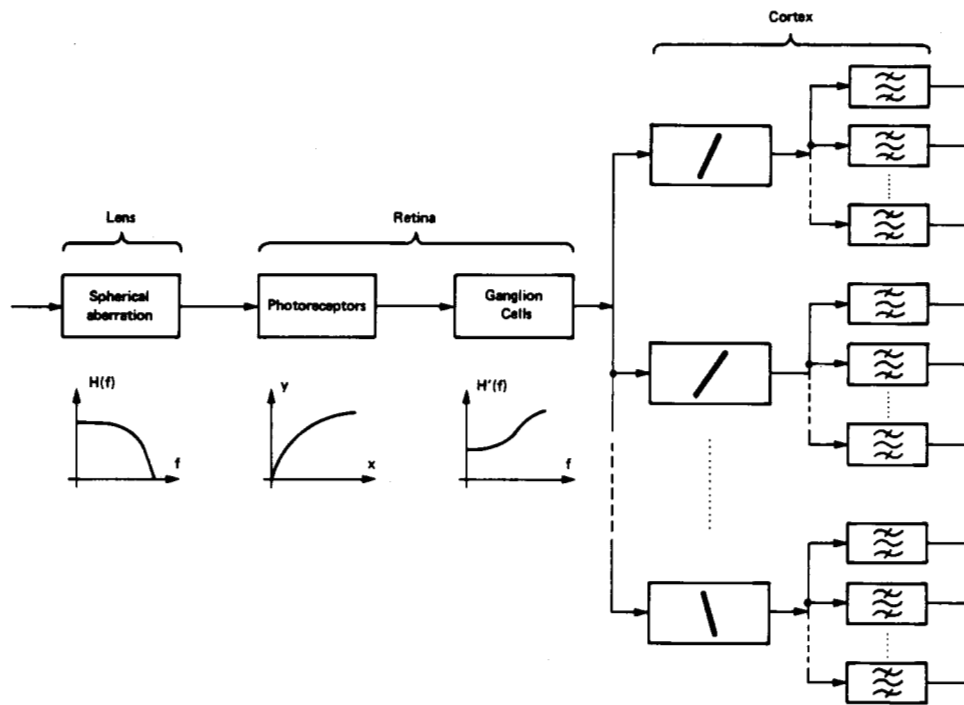 Cortex
Lens
Retina
Spherical
aberration
Photoreceptors
Ganglion
Cells
H(f)
f
y
x
H'(f)
f